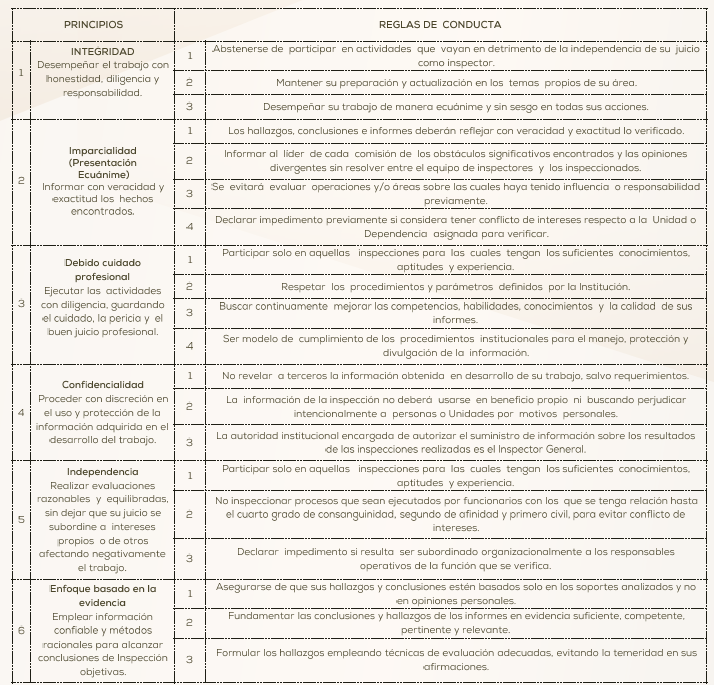 PRINCIPIOS
REGLAS DE CONDUCTA
1
INTEGRIDAD
Desempeñar el trabajo con
honestidad, diligencia y
responsabilidad.
1
Abstenerse de participar en actividades que vayan en detrimento de la independencia de su juicio
como inspector.
2
Mantener su preparación y actualización en los temas propios de su área.
3
Desempeñar su trabajo de manera ecuánime y sin sesgo en todas sus acciones.
2
Imparcialidad
(Presentación
Ecuánime)
Informar con veracidad y
exactitud los hechos
encontrados.
1
Los hallazgos, conclusiones e informes deberán reflejar con veracidad y exactitud lo verificado.
2
Informar al líder de cada comisión de los obstáculos significativos encontrados y las opiniones
divergentes sin resolver entre el equipo de inspectores y los inspeccionados.
3
Se evitará evaluar operaciones y/o áreas sobre las cuales haya tenido influencia o responsabilidad
previamente.
4
Declarar impedimento previamente si considera tener conflicto de intereses respecto a la Unidad o
Dependencia asignada para verificar.
3
Debido cuidado
profesional
Ejecutar las actividades
con diligencia, guardando
el cuidado, la pericia y el
buen juicio profesional.
1
Participar solo en aquellas inspecciones para las cuales tengan los suficientes conocimientos,
aptitudes y experiencia.
2
Respetar los procedimientos y parámetros definidos por la Institución.
3
Buscar continuamente mejorar las competencias, habilidades, conocimientos y la calidad de sus
informes.
4
Ser modelo de cumplimiento de los procedimientos institucionales para el manejo, protección y
divulgación de la información.
4
Confidencialidad
Proceder con discreción en
el uso y protección de la
información adquirida en el
desarrollo del trabajo.
1
No revelar a terceros la información obtenida en desarrollo de su trabajo, salvo requerimientos.
2
La información de la inspección no deberá usarse en beneficio propio ni buscando perjudicar
intencionalmente a personas o Unidades por motivos personales.
3
La autoridad institucional encargada de autorizar el suministro de información sobre los resultados
de las inspecciones realizadas es el Inspector General.
5
Independencia
Realizar evaluaciones
razonables y equilibradas,
sin dejar que su juicio se
subordine a intereses
propios o de otros
afectando negativamente
el trabajo.
1
Participar solo en aquellas inspecciones para las cuales tengan los suficientes conocimientos,
aptitudes y experiencia.
2
No inspeccionar procesos que sean ejecutados por funcionarios con los que se tenga relación hasta
el cuarto grado de consanguinidad, segundo de afinidad y primero civil, para evitar conflicto de
intereses.
3
Declarar impedimento si resulta ser subordinado organizacionalmente a los responsables
operativos de la función que se verifica.
6
Enfoque basado en la
evidencia
Emplear información
confiable y métodos
racionales para alcanzar
conclusiones de Inspección
objetivas.
1
Asegurarse de que sus hallazgos y conclusiones estén basados solo en los soportes analizados y no
en opiniones personales.
2
Fundamentar las conclusiones y hallazgos de los informes en evidencia suficiente, competente,
pertinente y relevante.
3
Formular los hallazgos empleando técnicas de evaluación adecuadas, evitando la temeridad en sus
afirmaciones.